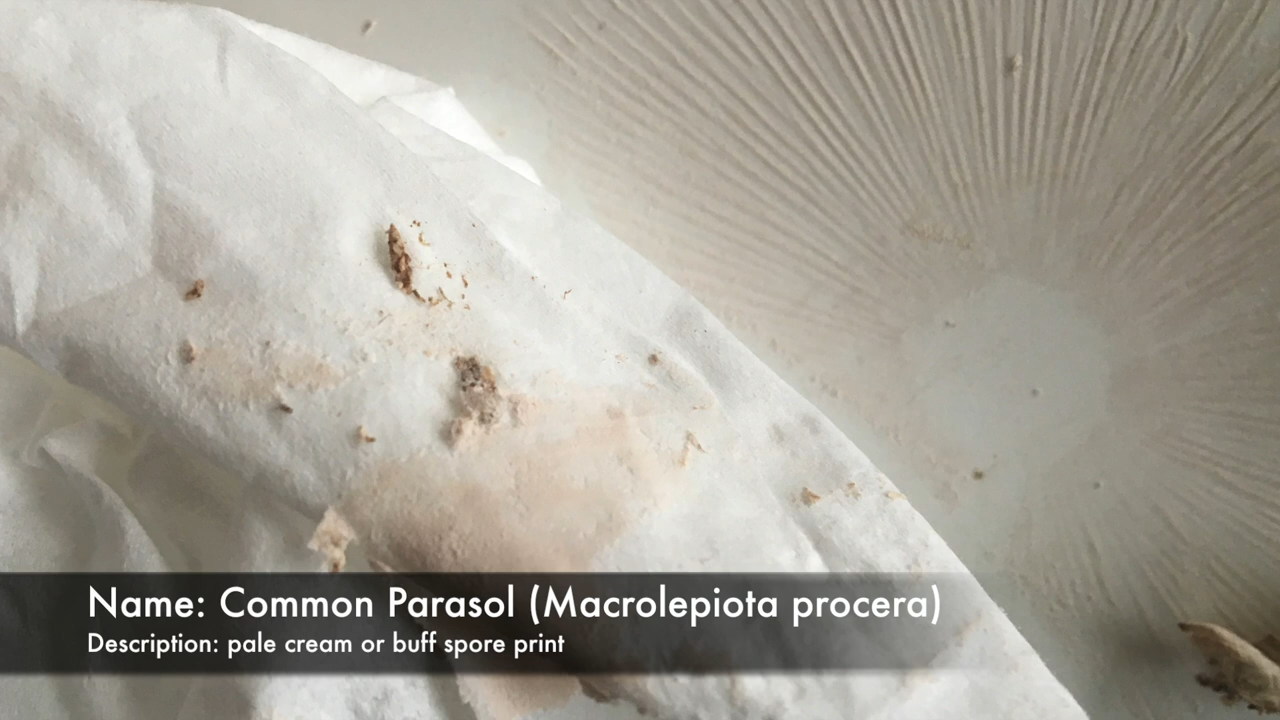 Name: Common Parasol (Macrolepiota procera)
Description: pale cream or buff spore print